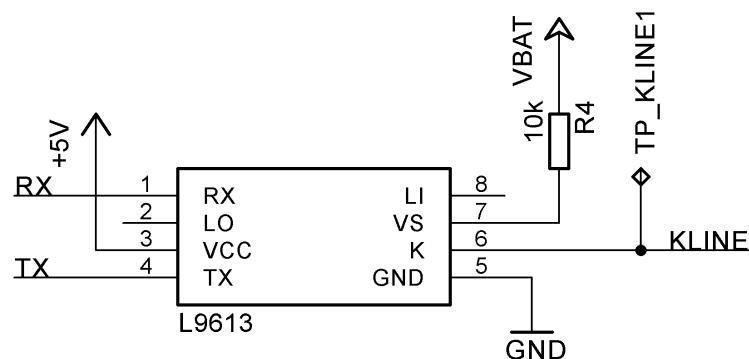 VBAT
10k
R4
TP_KLINE1
+5V
RX 1 RX LI 8
2 LO VS 7
3 VCC K 6 KLINE
TX 4 TX GND 5
L9613
GND